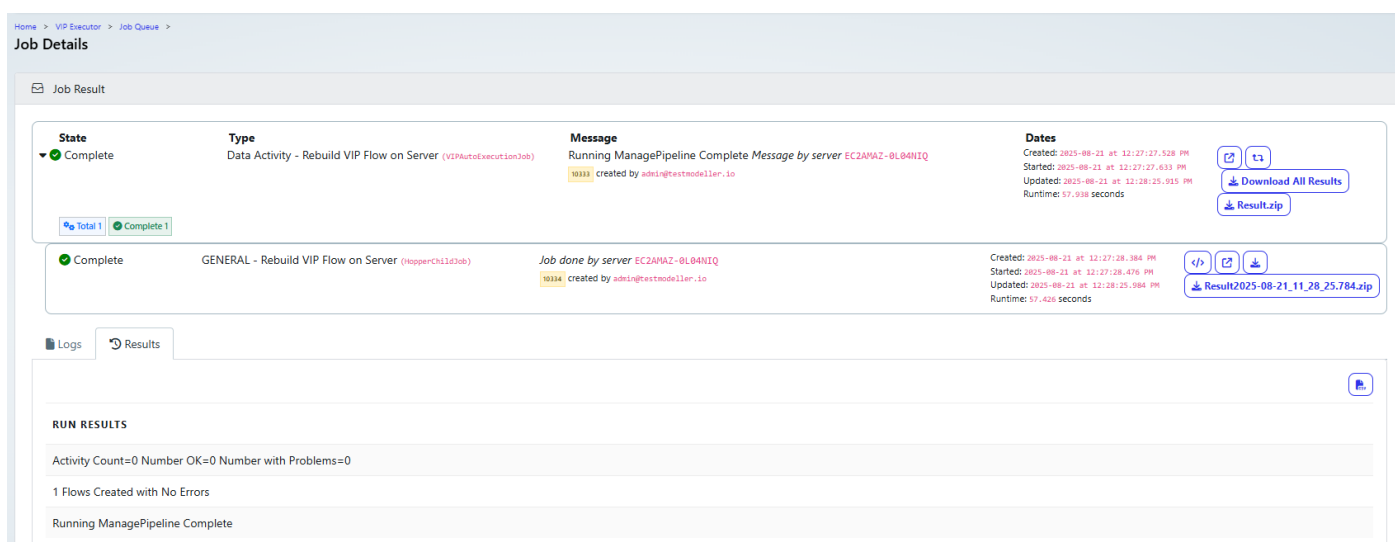 Home > VIP Executor > Job Queue >
Job Details
Job Result
State Type Message Dates
Complete Data Activity - Rebuild VIP Flow on Server (VIPAutoExecutionJob) Running ManagePipeline Complete Message by server EC2AMAZ-0L04NIQ
10333 created by admin@testmodeller.io
Created: 2025-08-21 at 12:27:27.528 PM
Started: 2025-08-21 at 12:27:27.633 PM
Updated: 2025-08-21 at 12:28:25.915 PM
Runtime: 57.938 seconds
Download All Results
Result.zip
Total 1 Complete 1
Complete GENERAL - Rebuild VIP Flow on Server (HopperChildJob) Job done by server EC2AMAZ-0L04NIQ
10334 created by admin@testmodeller.io
Created: 2025-08-21 at 12:27:28.384 PM
Started: 2025-08-21 at 12:27:28.476 PM
Updated: 2025-08-21 at 12:28:25.984 PM
Runtime: 57.426 seconds
</>
Result2025-08-21_11_28_25.784.zip
Logs Results
RUN RESULTS
Activity Count=0 Number OK=0 Number with Problems=0
1 Flows Created with No Errors
Running ManagePipeline Complete